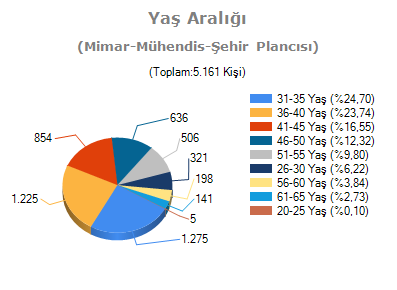 Yaş Aralığı
(Mimar-Mühendis-Şehir Plancısı)
(Toplam:5.161 Kişi)
636
854
506
321
198
1.225
141
5
1.275
31-35 Yaş (%24,70)
36-40 Yaş (%23,74)
41-45 Yaş (%16,55)
46-50 Yaş (%12,32)
51-55 Yaş (%9,80)
26-30 Yaş (%6,22)
56-60 Yaş (%3,84)
61-65 Yaş (%2,73)
20-25 Yaş (%0,10)